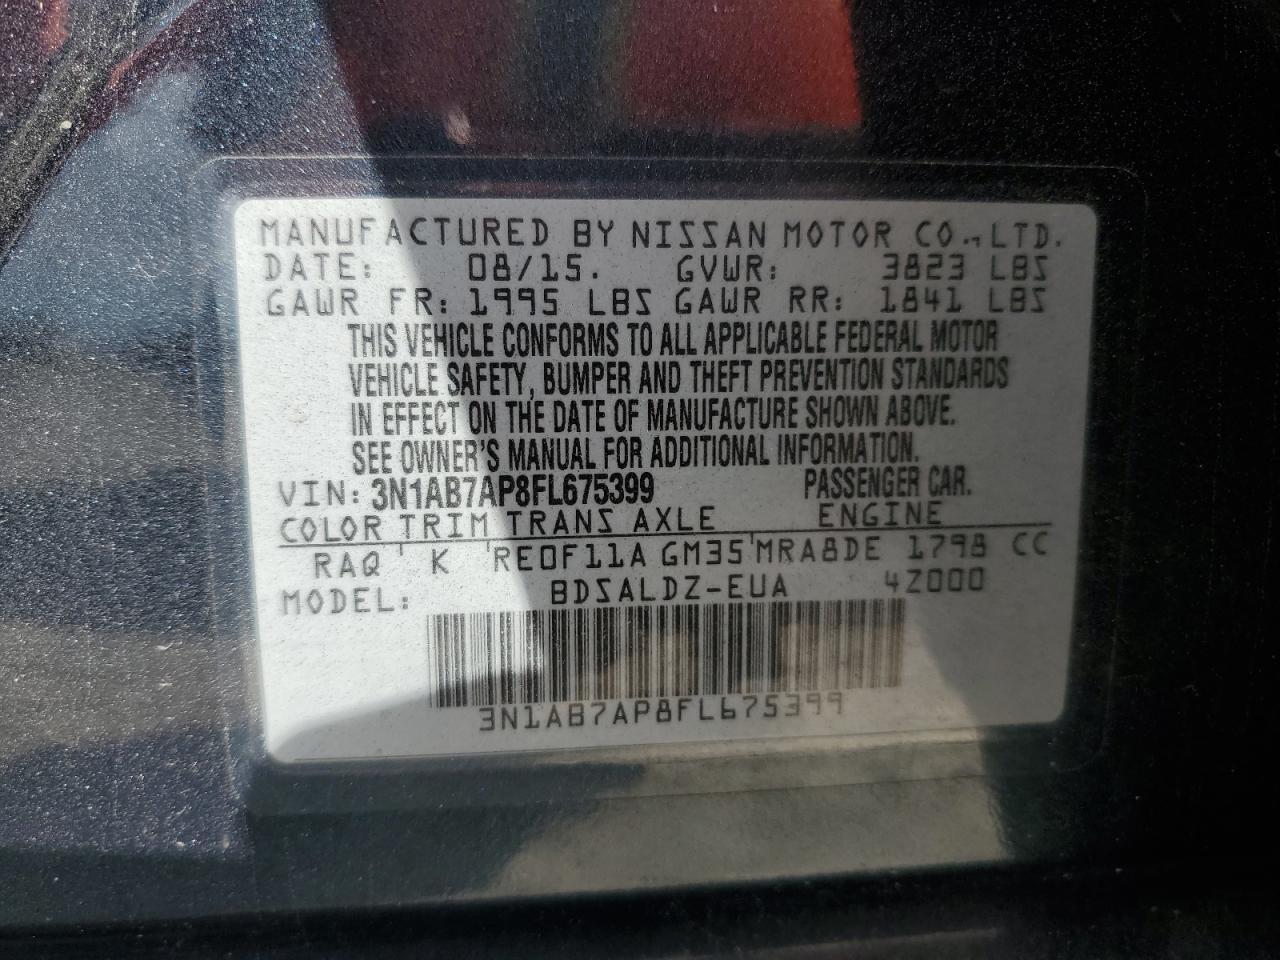 MANUFACTURED BY NISSAN MOTOR CO., LTD.
DATE: 08/15. GVWR: 3823 LBS
GAWR FR: 1995 LBS GAWR RR: 1841 LBS
THIS VEHICLE CONFORMS TO ALL APPLICABLE FEDERAL MOTOR
VEHICLE SAFETY, BUMPER AND THEFT PREVENTION STANDARDS
IN EFFECT ON THE DATE OF MANUFACTURE SHOWN ABOVE.
SEE OWNER'S MANUAL FOR ADDITIONAL INFORMATION.
VIN: 3N1AB7AP8FL675399 PASSENGER CAR.
COLOR TRIM TRANS AXLE ENGINE
RAQ K RE0F11A GM35 MRA8DE 1798 CC
MODEL: BDSALDZ-EUA 4Z000
3N1AB7AP8FL675399